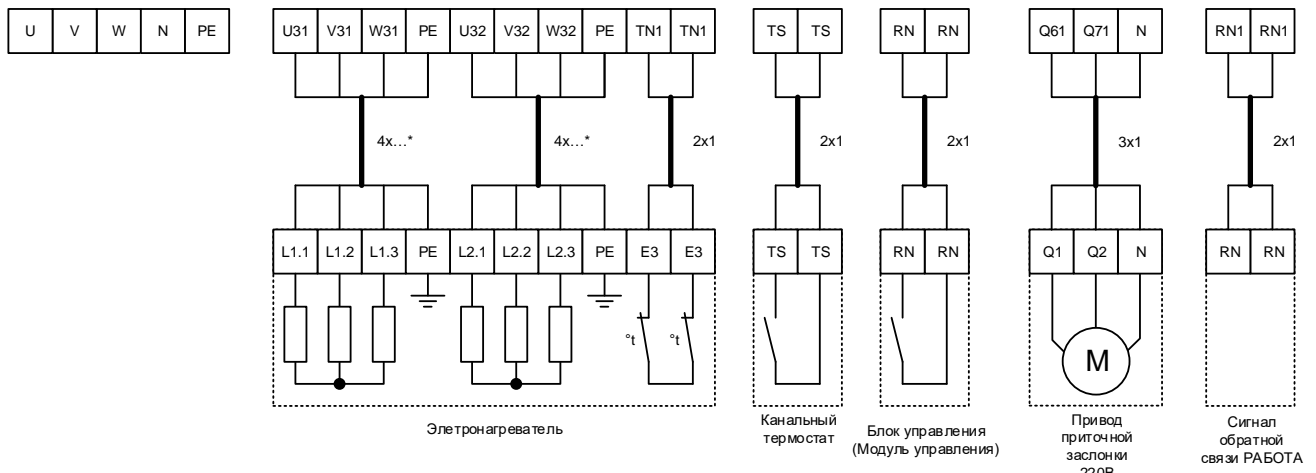 U V W N PE U31 V31 W31 PE U32 V32 W32 PE TN1 TN1 TS TS RN RN Q61 Q71 N RN1 RN1
4x...* 4x...* 2x1 2x1 2x1 3x1 2x1
L1.1 L1.2 L1.3 PE L2.1 L2.2 L2.3 PE E3 E3 TS TS RN RN Q1 Q2 N RN RN
°t °t
M
Элетронагреватель
Канальный
термостат
Блок управления
(Модуль управления)
Привод
приточной
заслонки
220В
Сигнал
обратной
связи РАБОТА